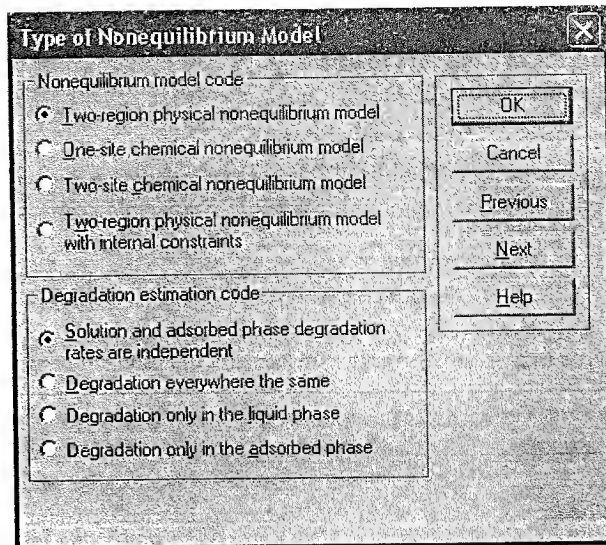 Type of Nonequilibrium Model
Nonequilibrium model code
Two-region physical nonequilibrium model
One-site chemical nonequilibrium model
Two-site chemical nonequilibrium model
Two-region physical nonequilibrium model
with internal constraints
Degradation estimation code
Solution and adsorbed phase degradation
rates are independent
Degradation everywhere the same
Degradation only in the liquid phase
Degradation only in the adsorbed phase
OK
Cancel
Previous
Next
Help